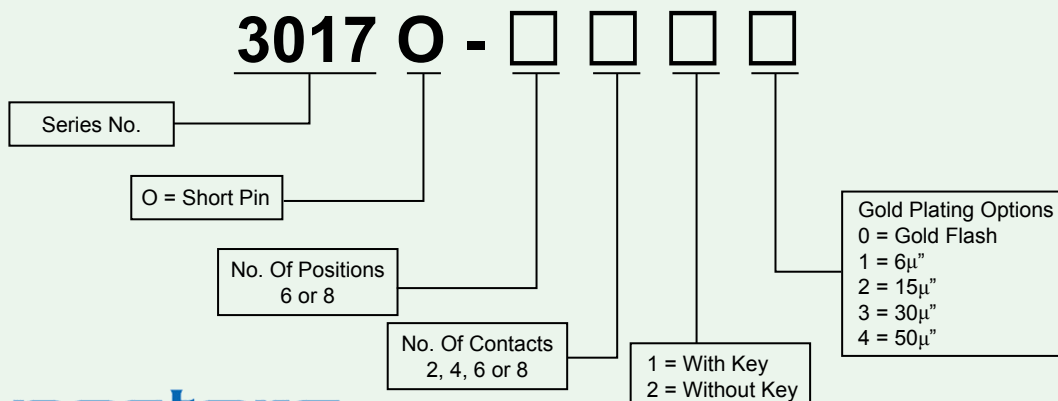 3017 O - □ □ □ □
Series No.
O = Short Pin
No. Of Positions
6 or 8
No. Of Contacts
2, 4, 6 or 8
1 = With Key
2 = Without Key
Gold Plating Options
0 = Gold Flash
1 = 6μ”
2 = 15μ”
3 = 30μ”
4 = 50μ”